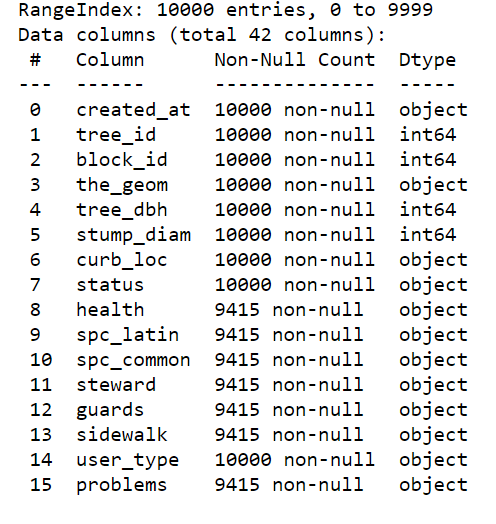 RangeIndex: 10000 entries, 0 to 9999
Data columns (total 42 columns):
 #   Column      Non-Null Count  Dtype
---  ------      --------------  -----
 0   created_at  10000 non-null  object
 1   tree_id     10000 non-null  int64
 2   block_id    10000 non-null  int64
 3   the_geom    10000 non-null  object
 4   tree_dbh    10000 non-null  int64
 5   stump_diam  10000 non-null  int64
 6   curb_loc    10000 non-null  object
 7   status      10000 non-null  object
 8   health      9415 non-null   object
 9   spc_latin   9415 non-null   object
 10  spc_common  9415 non-null   object
 11  steward     9415 non-null   object
 12  guards      9415 non-null   object
 13  sidewalk    9415 non-null   object
 14  user_type   10000 non-null  object
 15  problems    9415 non-null   object